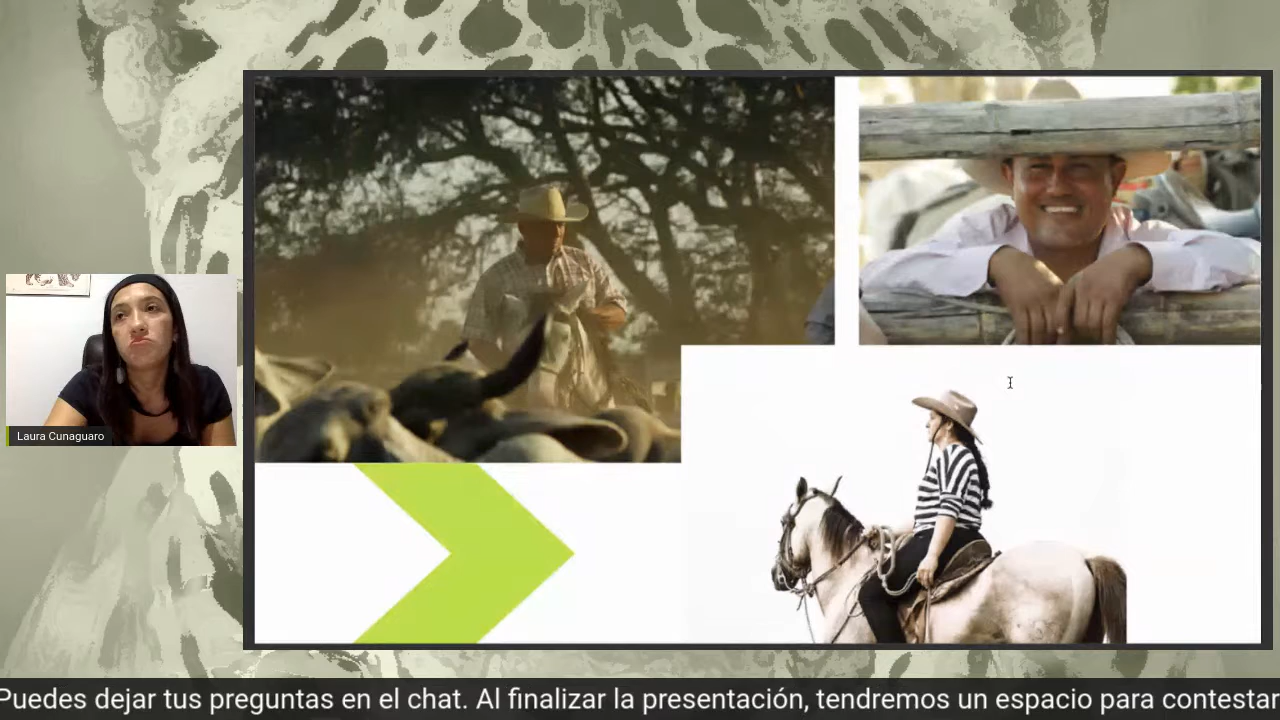 Laura Cunaguaro
Puedes dejar tus preguntas en el chat. Al finalizar la presentación, tendremos un espacio para contestar